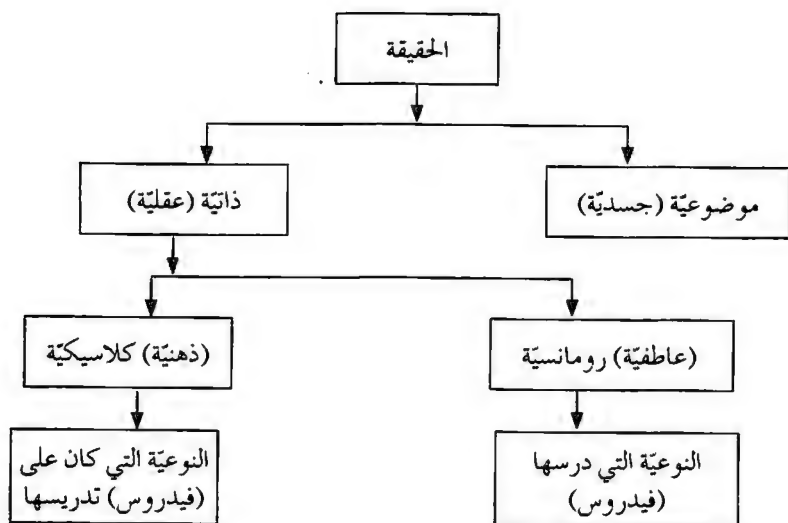 الحقيقة
موضوعيّة (جسديّة)
ذاتيّة (عقليّة)
(عاطفيّة) رومانسيّة
(ذهنيّة) كلاسيكيّة
النوعيّة التي درسها
(فيدروس)
النوعيّة التي كان على
(فيدروس) تدريسها